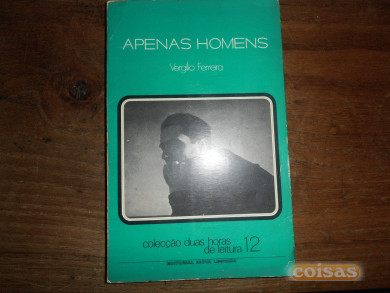 APENAS HOMENS
Vergílio Ferreira
colecção duas horas
de leitura 12
coisas